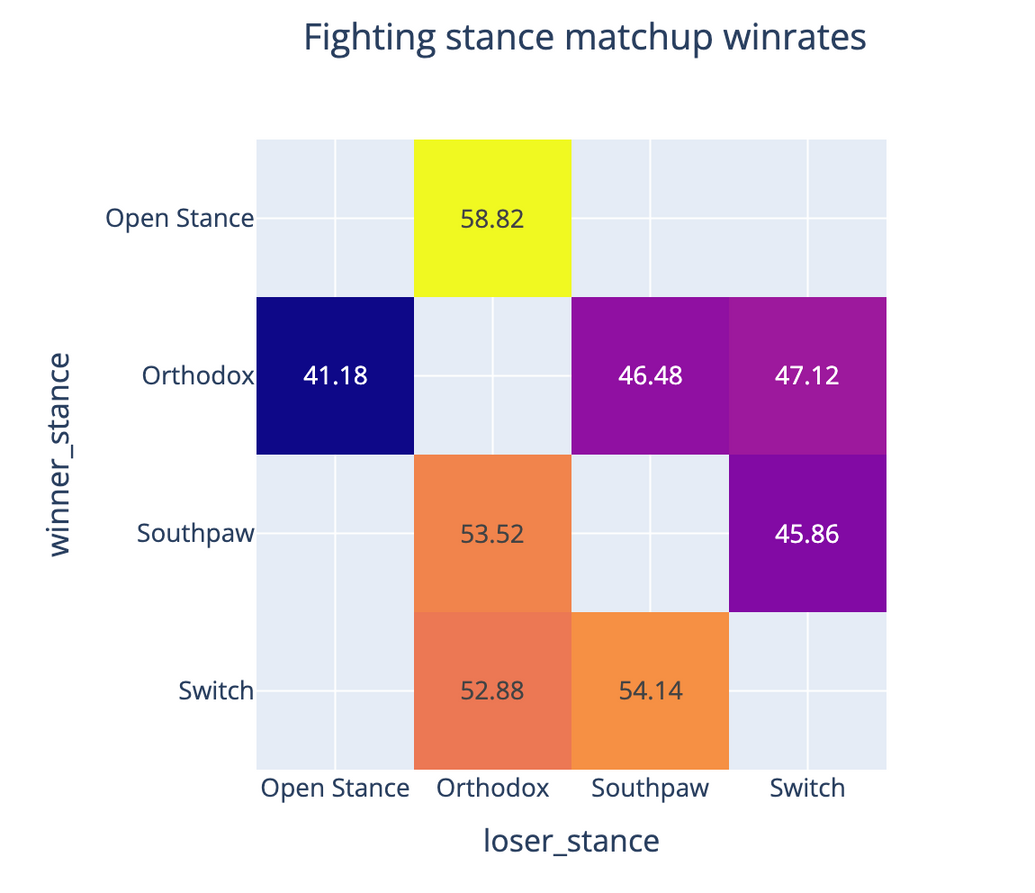 Fighting stance matchup winrates
Open Stance
58.82
Orthodox
41.18
46.48
47.12
winner_stance
Southpaw
53.52
45.86
Switch
52.88
54.14
Open Stance
Orthodox
Southpaw
Switch
loser_stance